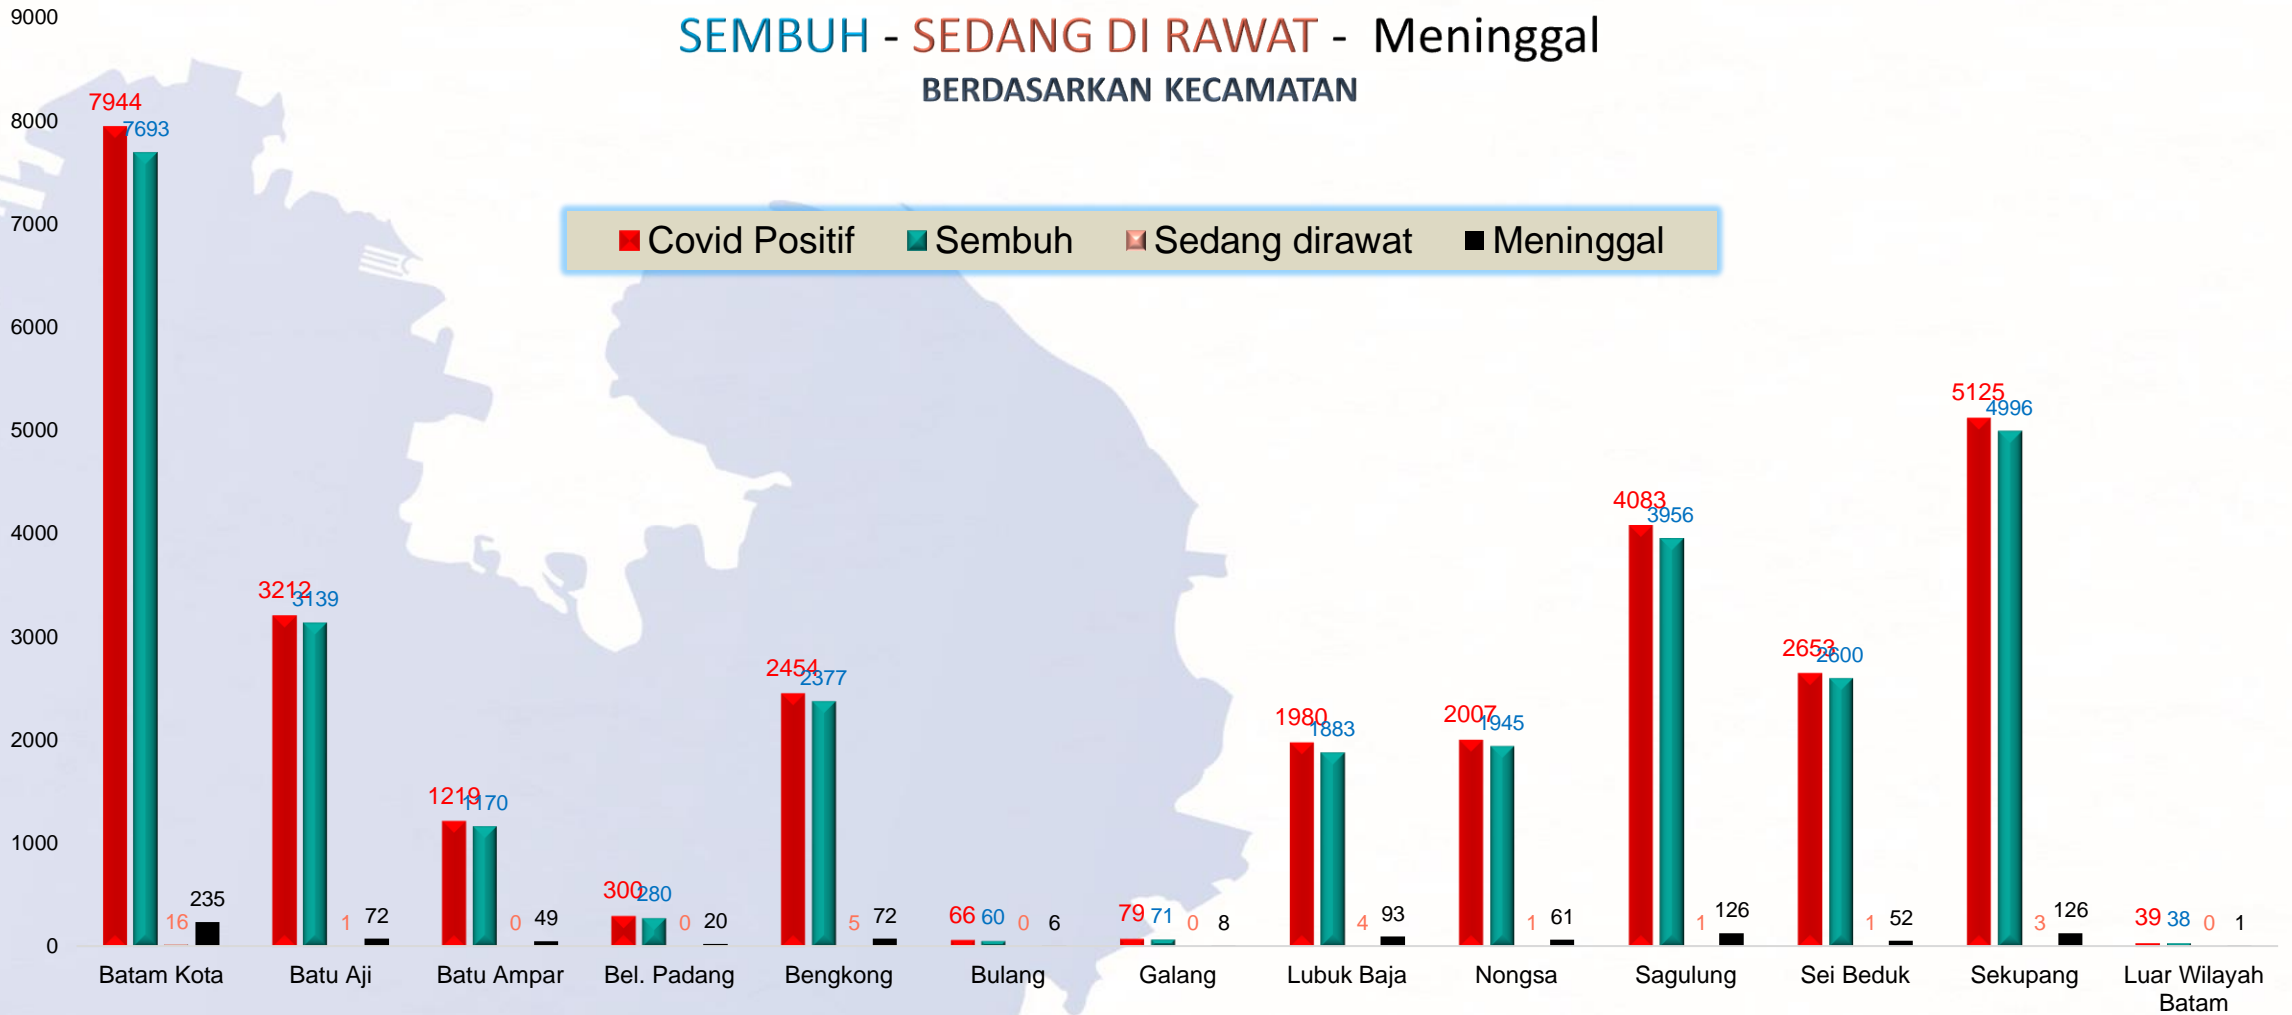 SEMBUH - SEDANG DI RAWAT - Meninggal
BERDASARKAN KECAMATAN
Covid Positif Sembuh Sedang dirawat Meninggal
9000
8000
7000
6000
5000
4000
3000
2000
1000
0
7944 7693 16 235
3212 3139 1 72
1219 1170 0 49
300 280 0 20
2454 2377 5 72
66 60 0 6
79 71 0 8
1980 1883 4 93
2007 1945 1 61
4083 3956 1 126
2653 2600 1 52
5125 4996 3 126
39 38 0 1
Batam Kota
Batu Aji
Batu Ampar
Bel. Padang
Bengkong
Bulang
Galang
Lubuk Baja
Nongsa
Sagulung
Sei Beduk
Sekupang
Luar Wilayah
Batam